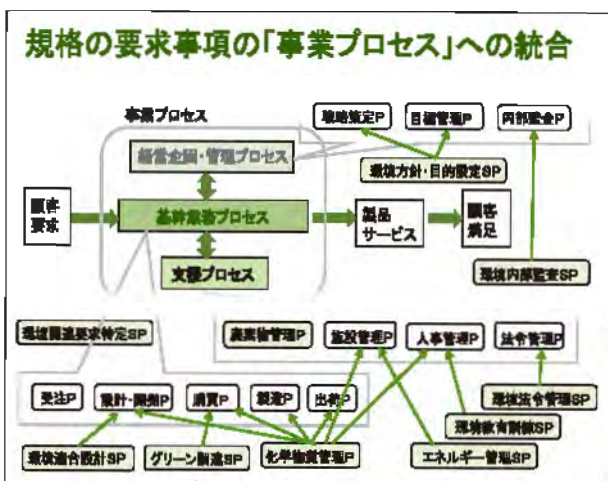 規格の要求事項の「事業プロセス」への統合
事業プロセス
戦略策定P
目標管理P
内部監査P
経営企画・管理プロセス
環境方針・目的設定SP
顧客
要求
基幹業務プロセス
製品
サービス
顧客
満足
支援プロセス
環境内部監査SP
環境関連要求特定SP
廃棄物管理P
施設管理P
人事管理P
法令管理P
受注P
設計・開発P
購買P
製造P
出荷P
環境法令管理SP
環境教育訓練SP
環境適合設計SP
グリーン調達SP
化学物質管理P
エネルギー管理SP